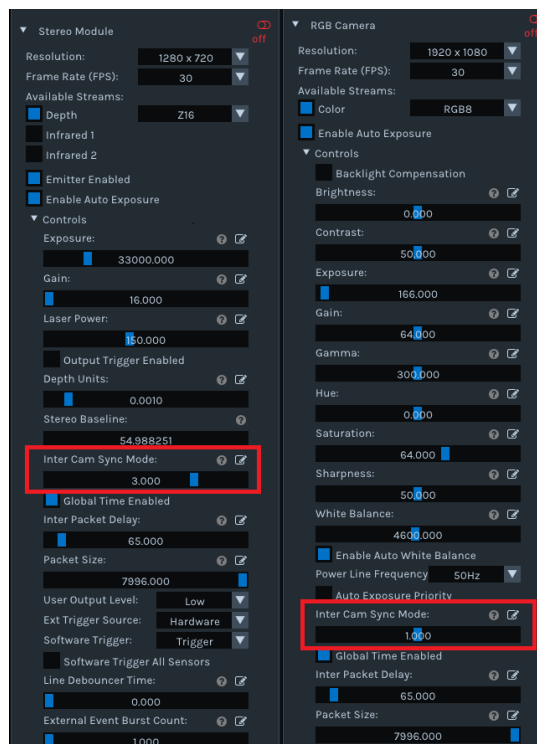 Stereo Module
off
Resolution: 1280 x 720
Frame Rate (FPS): 30
Available Streams:
Depth Z16
Infrared 1
Infrared 2
Emitter Enabled
Enable Auto Exposure
Controls
Exposure:
33000.000
Gain:
16.000
Laser Power:
150.000
Output Trigger Enabled
Depth Units:
0.0010
Stereo Baseline:
54.988251
Inter Cam Sync Mode:
3.000
Global Time Enabled
Inter Packet Delay:
65.000
Packet Size:
7996.000
User Output Level: Low
Ext Trigger Source: Hardware
Software Trigger: Trigger
Software Trigger All Sensors
Line Debouncer Time:
0.000
External Event Burst Count:
1.000
RGB Camera
off
Resolution: 1920 x 1080
Frame Rate (FPS): 30
Available Streams:
Color RGB8
Enable Auto Exposure
Controls
Backlight Compensation
Brightness:
0.000
Contrast:
50.000
Exposure:
166.000
Gain:
64.000
Gamma:
300.000
Hue:
0.000
Saturation:
64.000
Sharpness:
50.000
White Balance:
4600.000
Enable Auto White Balance
Power Line Frequency 50Hz
Auto Exposure Priority
Inter Cam Sync Mode:
1.000
Global Time Enabled
Inter Packet Delay:
65.000
Packet Size:
7996.000